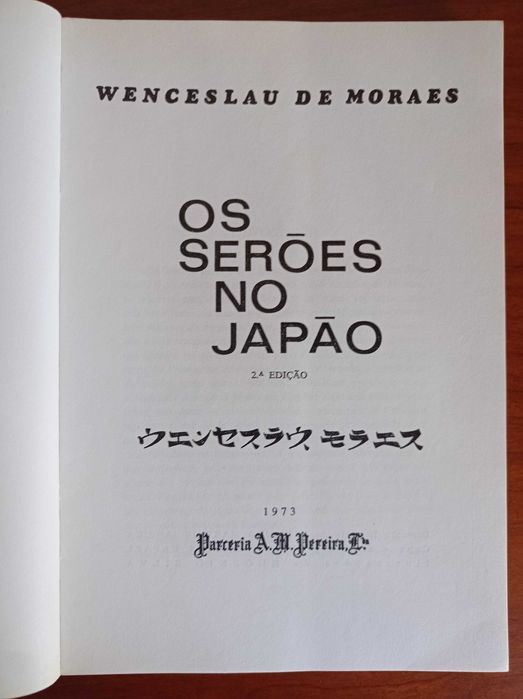 WENCESLAU DE MORAES
OS
SERÕES
NO
JAPÃO
2.ª EDIÇÃO
ウエンセスラウ、モラエス
1973
Parceria A. M. Pereira, L.da